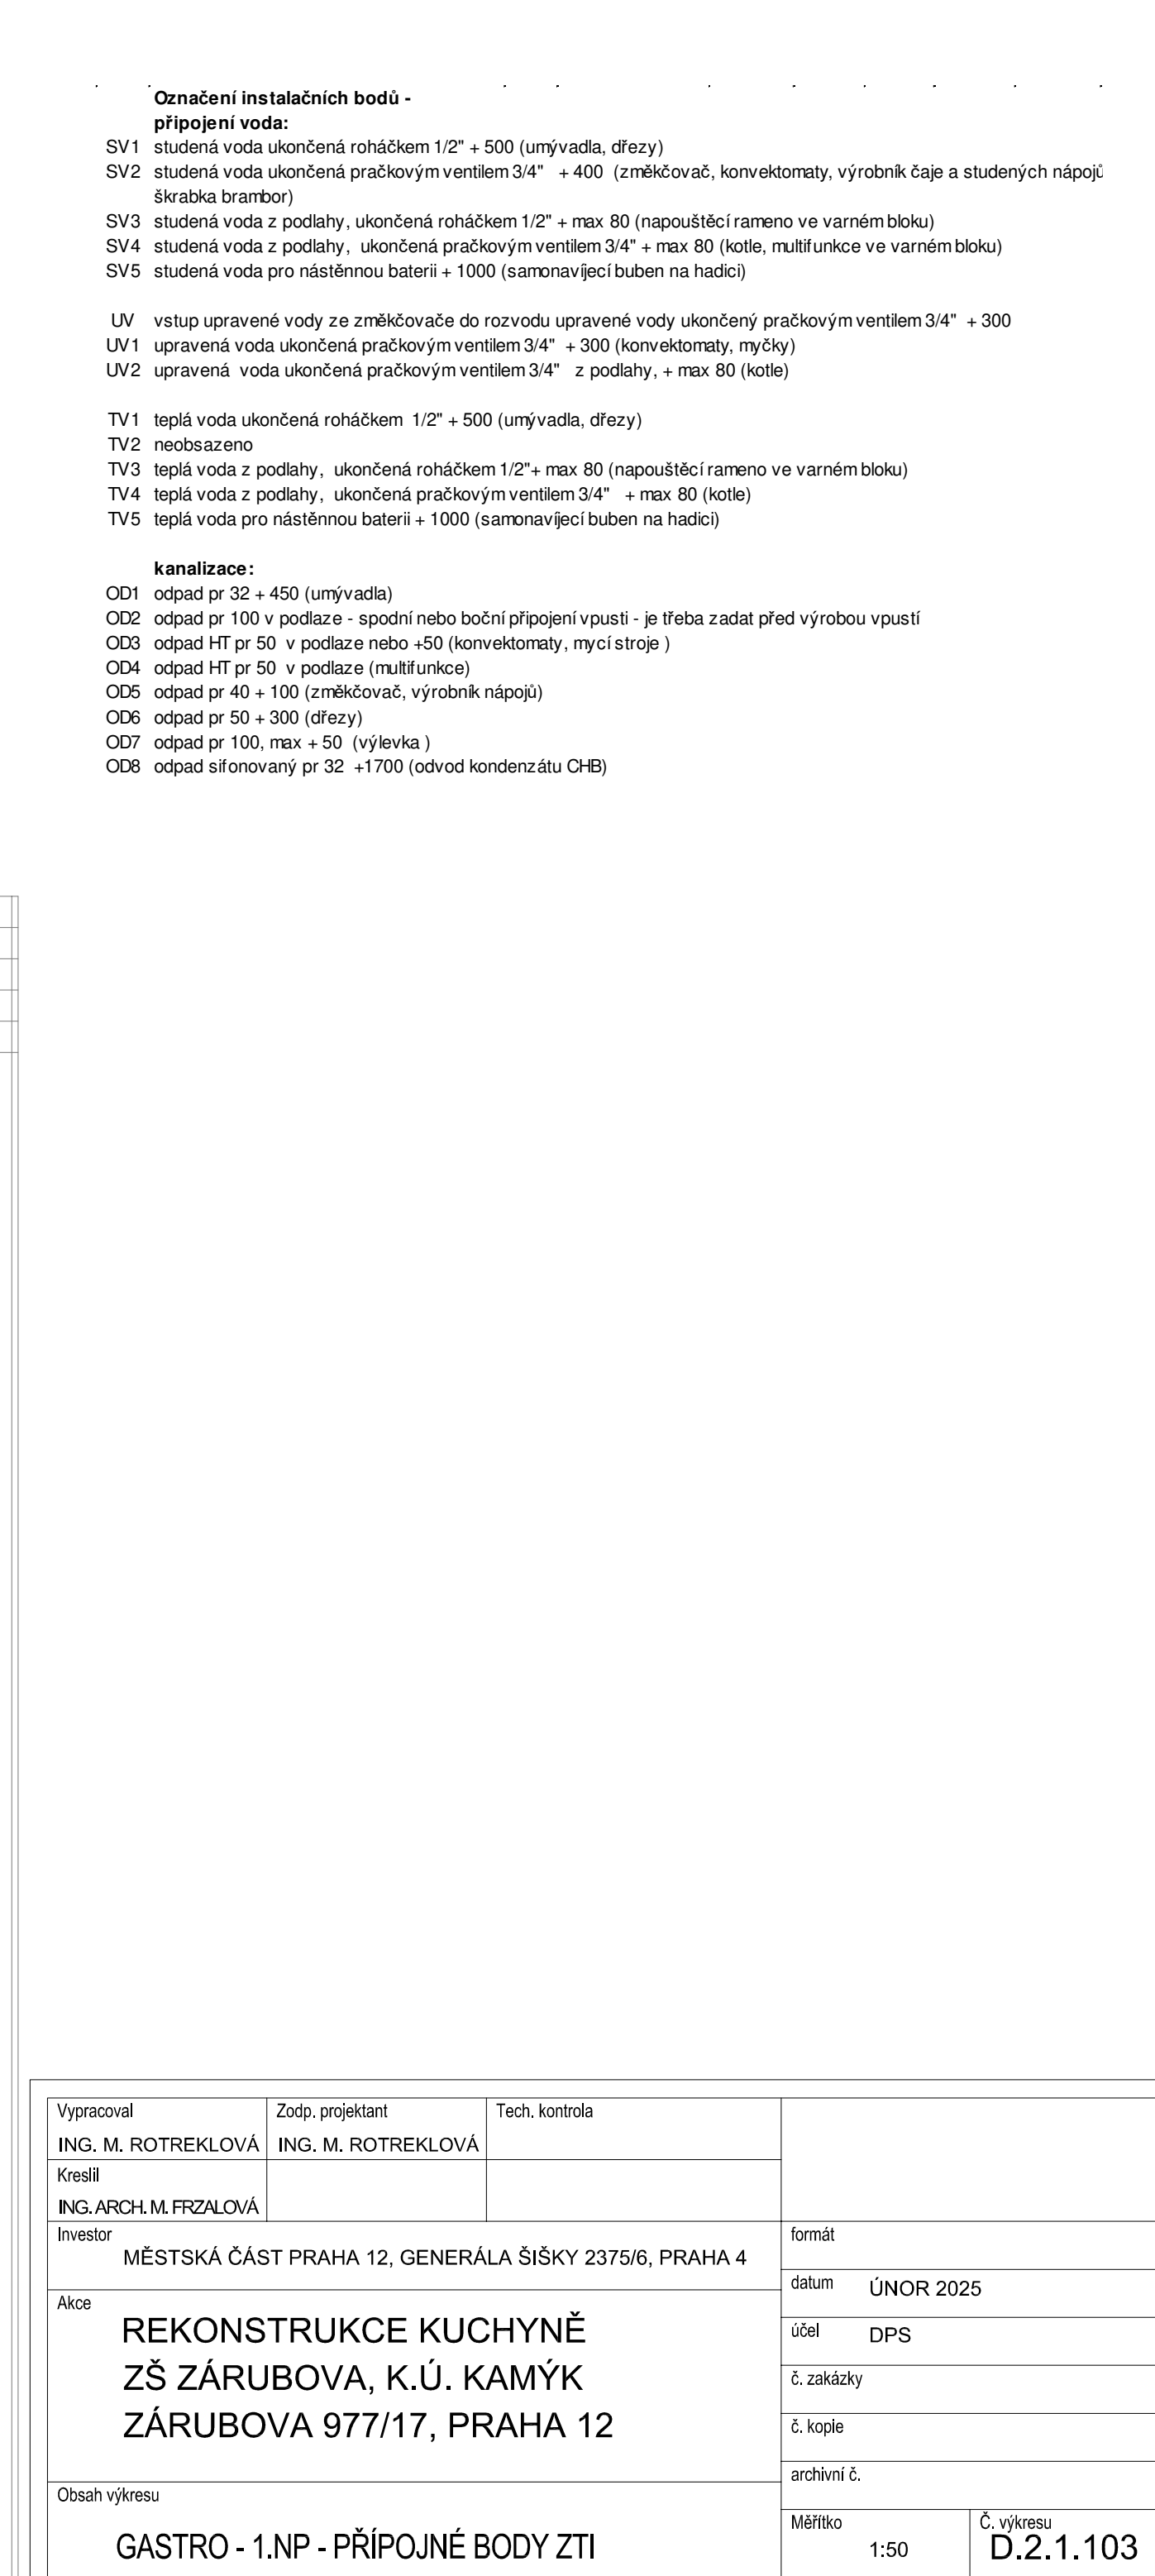 Označení instalačních bodů -
připojení voda:
SV1 studená voda ukončená roháčkem 1/2" + 500 (umývadla, dřezy)
SV2 studená voda ukončená pračkovým ventilem 3/4" + 400 (změkčovač, konvektomaty, výrobník čaje a studených nápojů
škrabka brambor)
SV3 studená voda z podlahy, ukončená roháčkem 1/2" + max 80 (napouštěcí rameno ve varném bloku)
SV4 studená voda z podlahy, ukončená pračkovým ventilem 3/4" + max 80 (kotle, multifunkce ve varném bloku)
SV5 studená voda pro nástěnnou baterii + 1000 (samonavíjecí buben na hadici)
UV vstup upravené vody ze změkčovače do rozvodu upravené vody ukončený pračkovým ventilem 3/4" + 300
UV1 upravená voda ukončená pračkovým ventilem 3/4" + 300 (konvektomaty, myčky)
UV2 upravená voda ukončená pračkovým ventilem 3/4" z podlahy, + max 80 (kotle)
TV1 teplá voda ukončená roháčkem 1/2" + 500 (umývadla, dřezy)
TV2 neobsazeno
TV3 teplá voda z podlahy, ukončená roháčkem 1/2"+ max 80 (napouštěcí rameno ve varném bloku)
TV4 teplá voda z podlahy, ukončená pračkovým ventilem 3/4" + max 80 (kotle)
TV5 teplá voda pro nástěnnou baterii + 1000 (samonavíjecí buben na hadici)
kanalizace:
OD1 odpad pr 32 + 450 (umývadla)
OD2 odpad pr 100 v podlaze - spodní nebo boční připojení vpusti - je třeba zadat před výrobou vpustí
OD3 odpad HT pr 50 v podlaze nebo +50 (konvektomaty, mycí stroje )
OD4 odpad HT pr 50 v podlaze (multifunkce)
OD5 odpad pr 40 + 100 (změkčovač, výrobník nápojů)
OD6 odpad pr 50 + 300 (dřezy)
OD7 odpad pr 100, max + 50 (výlevka )
OD8 odpad sifonovaný pr 32 +1700 (odvod kondenzátu CHB)
Vypracoval Zodp. projektant Tech. kontrola
ING. M. ROTREKLOVÁ ING. M. ROTREKLOVÁ
Kreslil
ING. ARCH. M. FRZALOVÁ
Investor
MĚSTSKÁ ČÁST PRAHA 12, GENERÁLA ŠIŠKY 2375/6, PRAHA 4
formát
datum ÚNOR 2025
Akce
REKONSTRUKCE KUCHYNĚ
ZŠ ZÁRUBOVA, K.Ú. KAMÝK
ZÁRUBOVA 977/17, PRAHA 12
účel DPS
č. zakázky
č. kopie
archivní č.
Obsah výkresu
GASTRO - 1.NP - PŘÍPOJNÉ BODY ZTI
Měřítko
1:50
Č. výkresu
D.2.1.103